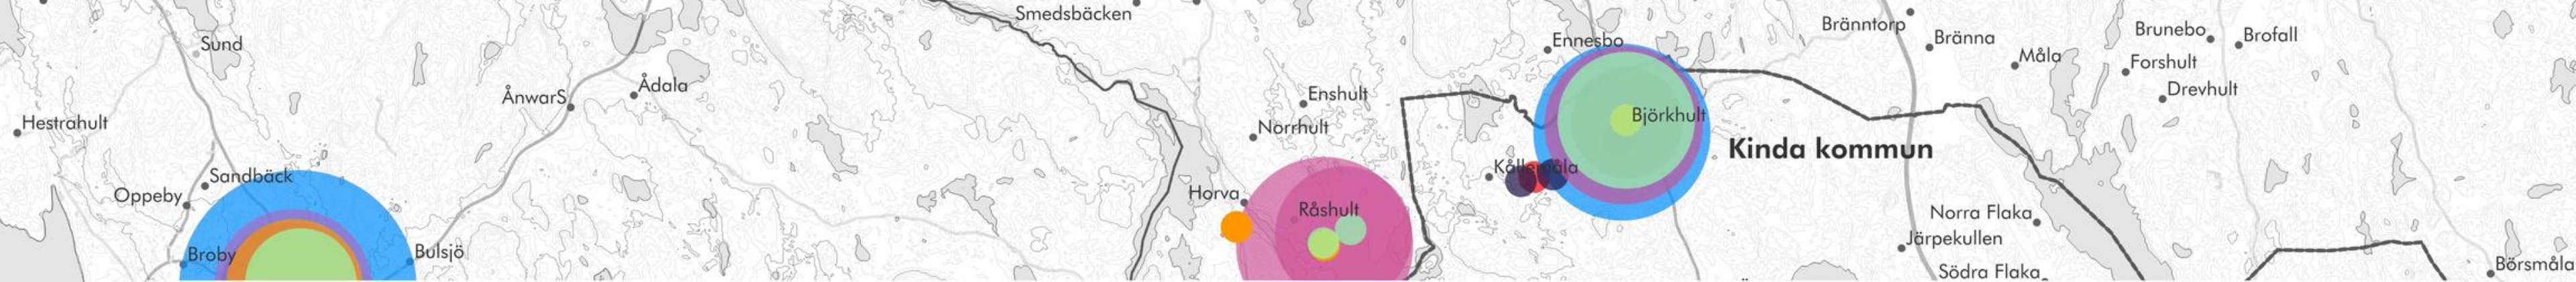 Smedsbäcken
Bränntorp
Brunebo
Brofall
Sund
Ennesbo
Bränna
Måla
Forshult
Ådala
ÅnwarS
Enshult
Drevhult
Hestrahult
Norrhult
Björkhult
Kinda kommun
Sandbäck
Källemåla
Oppeby
Horva
Råshult
Norra Flaka
Järpekullen
Broby
Bulsjö
Södra Flaka
Börsmåla